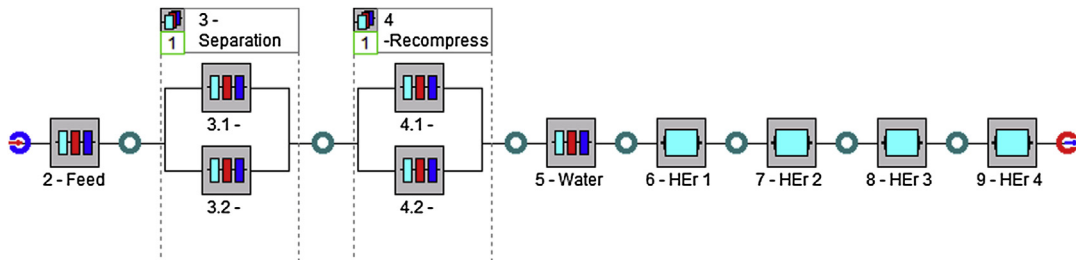 3 -
Separation
1
4
-Recompress
1
3.1 -
4.1 -
2 - Feed
3.2 -
4.2 -
5 - Water
6 - HEr 1
7 - HEr 2
8 - HEr 3
9 - HEr 4